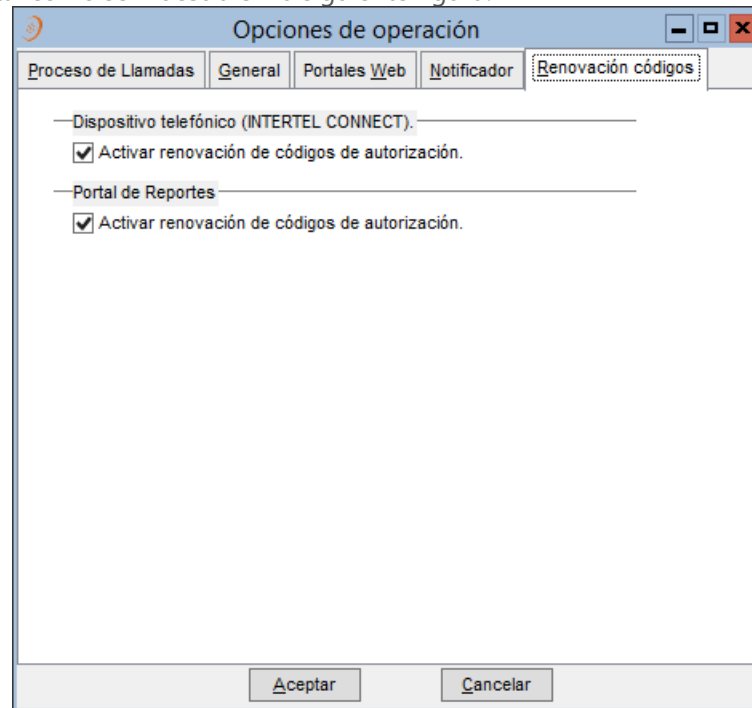 Opciones de operación
Proceso de Llamadas General Portales Web Notificador Renovación códigos
Dispositivo telefónico (INTERTEL CONNECT).
Activar renovación de códigos de autorización.
Portal de Reportes
Activar renovación de códigos de autorización.
Aceptar Cancelar